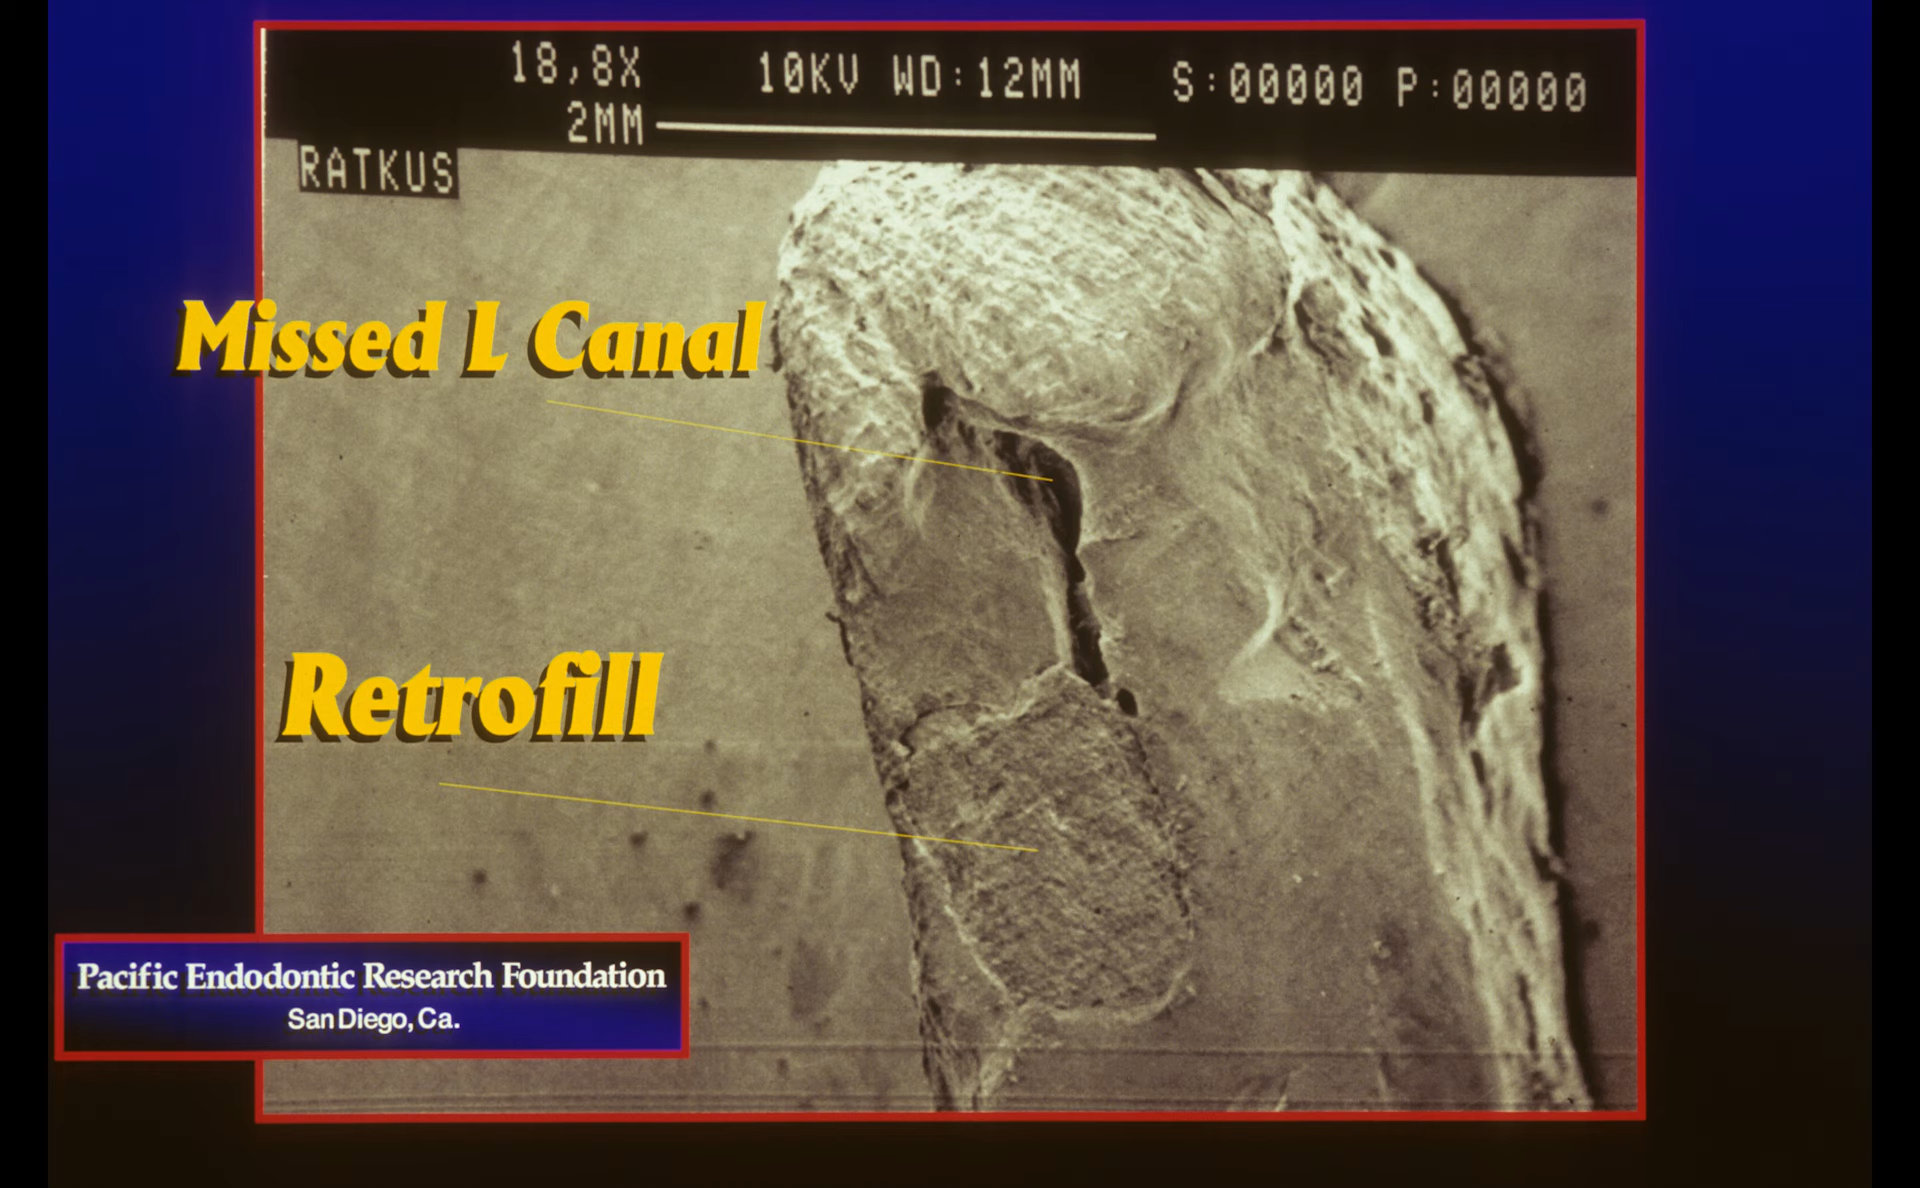 18,8X 10KV WD:12MM S:00000 P:00000
2MM
RATKUS
Missed L Canal
Retrofill
Pacific Endodontic Research Foundation
San Diego, Ca.